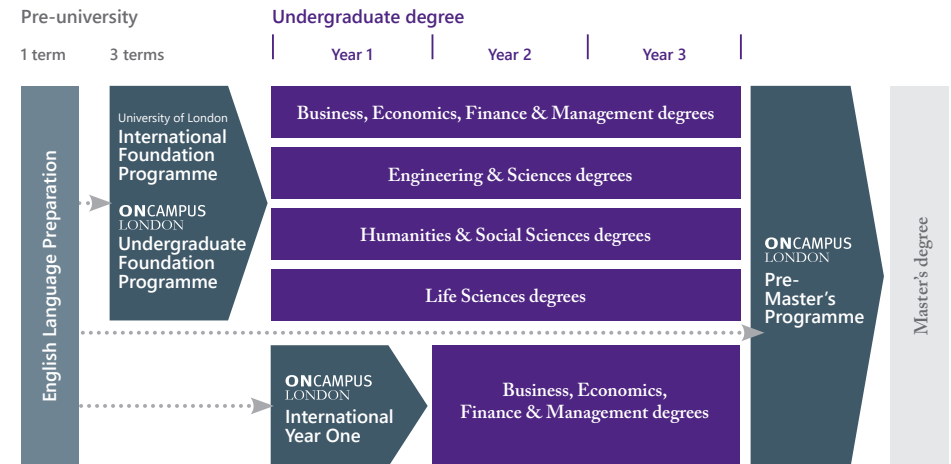 Pre-university
Undergraduate degree
1 term
3 terms
Year 1
Year 2
Year 3
English Language Preparation
University of London
International
Foundation
Programme
ONCAMPUS
LONDON
Undergraduate
Foundation
Programme
Business, Economics, Finance & Management degrees
Engineering & Sciences degrees
Humanities & Social Sciences degrees
Life Sciences degrees
ONCAMPUS
LONDON
International
Year One
Business, Economics,
Finance & Management degrees
ONCAMPUS
LONDON
Pre-
Master's
Programme
Master's degree